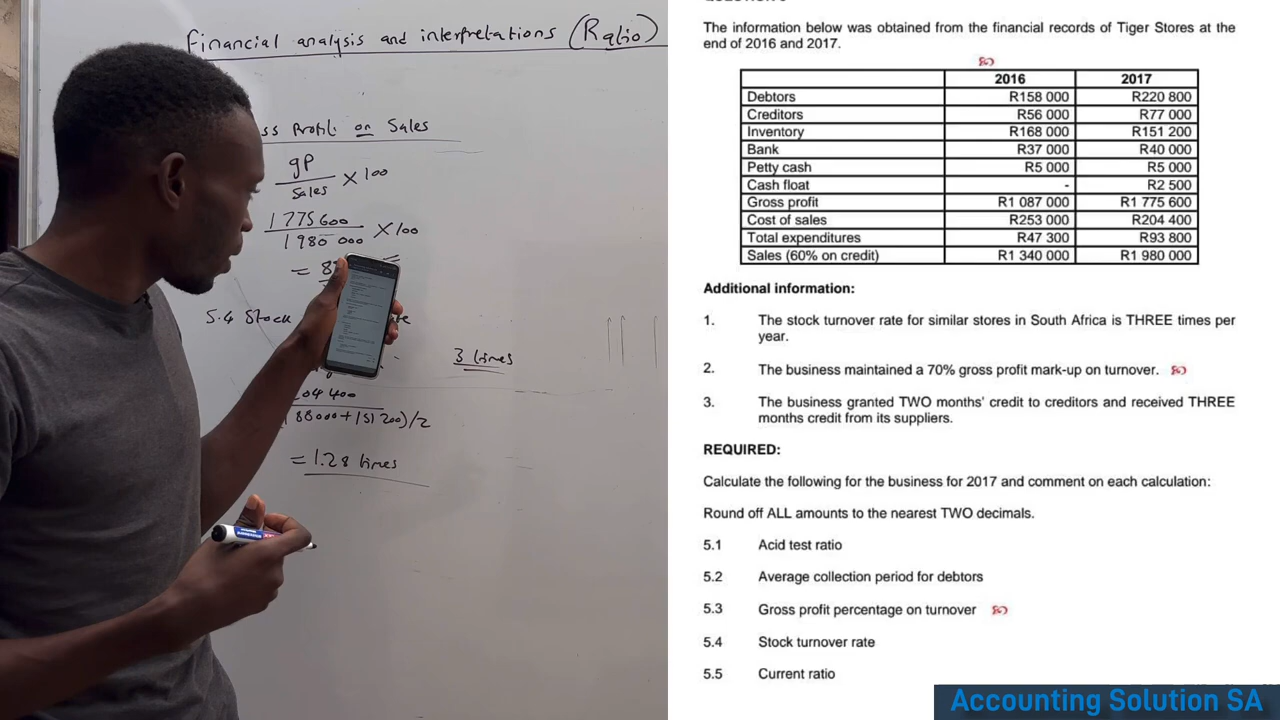 Financial analysis and interpretations (Ratio)
Profit on Sales
gp
sales × 100
1 775 600
1 980 000 × 100
=
5.4 Stock
3 times
04 400
88000+151 200)/2
= 1.28 times
The information below was obtained from the financial records of Tiger Stores at the
end of 2016 and 2017.
2016 2017
Debtors R158 000 R220 800
Creditors R56 000 R77 000
Inventory R168 000 R151 200
Bank R37 000 R40 000
Petty cash R5 000 R5 000
Cash float - R2 500
Gross profit R1 087 000 R1 775 600
Cost of sales R253 000 R204 400
Total expenditures R47 300 R93 800
Sales (60% on credit) R1 340 000 R1 980 000
Additional information:
1. The stock turnover rate for similar stores in South Africa is THREE times per
year.
2. The business maintained a 70% gross profit mark-up on turnover.
3. The business granted TWO months' credit to creditors and received THREE
months credit from its suppliers.
REQUIRED:
Calculate the following for the business for 2017 and comment on each calculation:
Round off ALL amounts to the nearest TWO decimals.
5.1 Acid test ratio
5.2 Average collection period for debtors
5.3 Gross profit percentage on turnover
5.4 Stock turnover rate
5.5 Current ratio
Accounting Solution SA